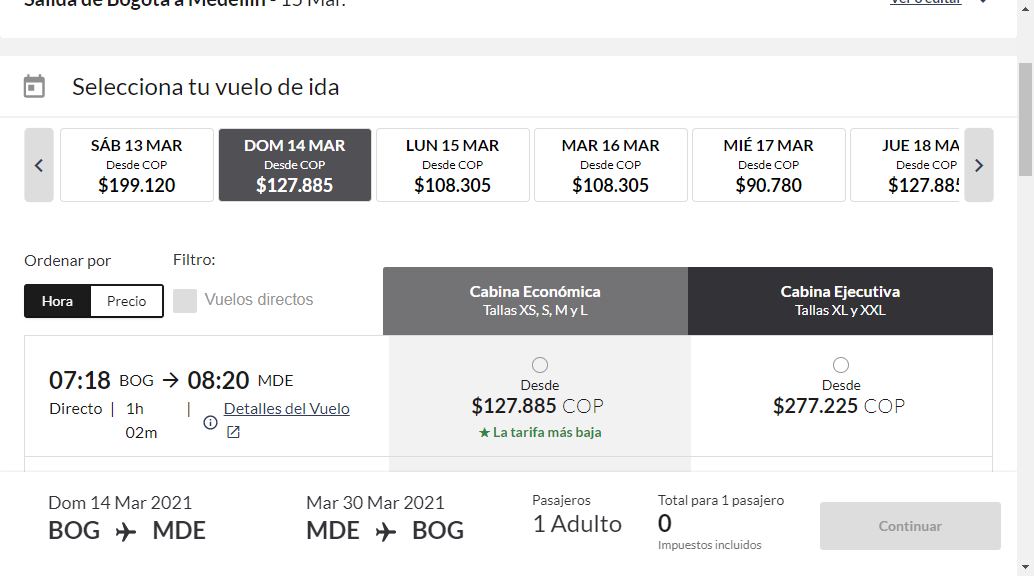 Salida de Bogotá a Medellín - 15 Mar.
Ver o editar
Selecciona tu vuelo de ida
SÁB 13 MAR
Desde COP
$199.120
DOM 14 MAR
Desde COP
$127.885
LUN 15 MAR
Desde COP
$108.305
MAR 16 MAR
Desde COP
$108.305
MIÉ 17 MAR
Desde COP
$90.780
JUE 18 MA
Desde COP
$127.885
Ordenar por
Filtro:
Hora
Precio
Vuelos directos
Cabina Económica
Tallas XS, S, M y L
Cabina Ejecutiva
Tallas XL y XXL
07:18 BOG → 08:20 MDE
Directo | 1h 02m | Detalles del Vuelo
Desde
$127.885 COP
★ La tarifa más baja
Desde
$277.225 COP
Dom 14 Mar 2021
BOG MDE
Mar 30 Mar 2021
MDE BOG
Pasajeros
1 Adulto
Total para 1 pasajero
0
Impuestos incluidos
Continuar